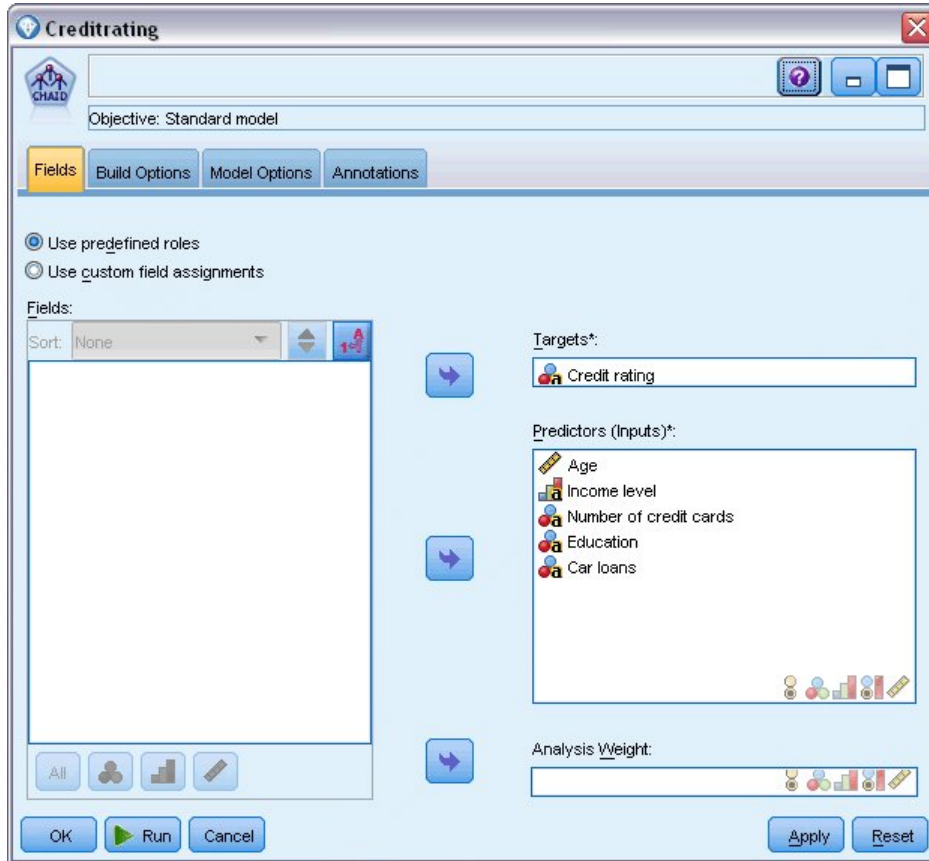 Creditrating
CHAID
Objective: Standard model
Fields Build Options Model Options Annotations
Use predefined roles
Use custom field assignments
Fields:
Sort: None
Targets*:
Credit rating
Predictors (Inputs)*:
Age
Income level
Number of credit cards
Education
Car loans
Analysis Weight:
All
OK Run Cancel Apply Reset